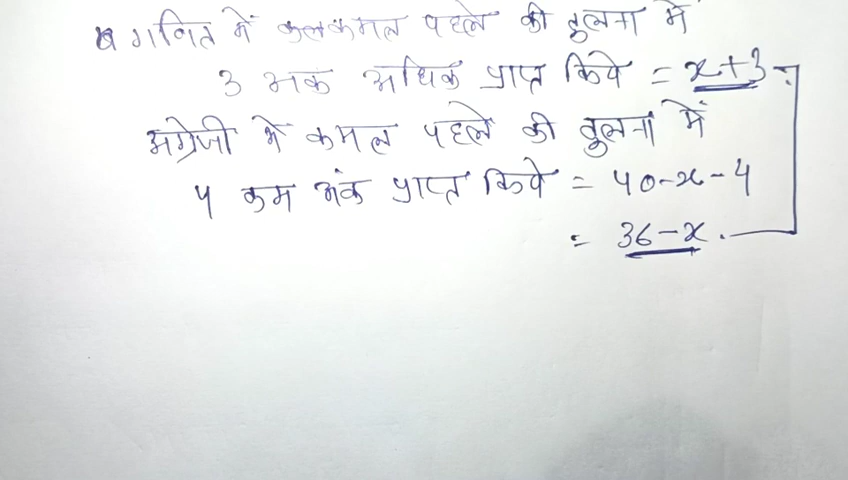 गणित में कमल पहले की तुलना में
3 अंक अधिक प्राप्त किये = x+3
अंग्रेजी में कमल पहले की तुलना में
4 कम अंक प्राप्त किये = 40-x-4
= 36-x.